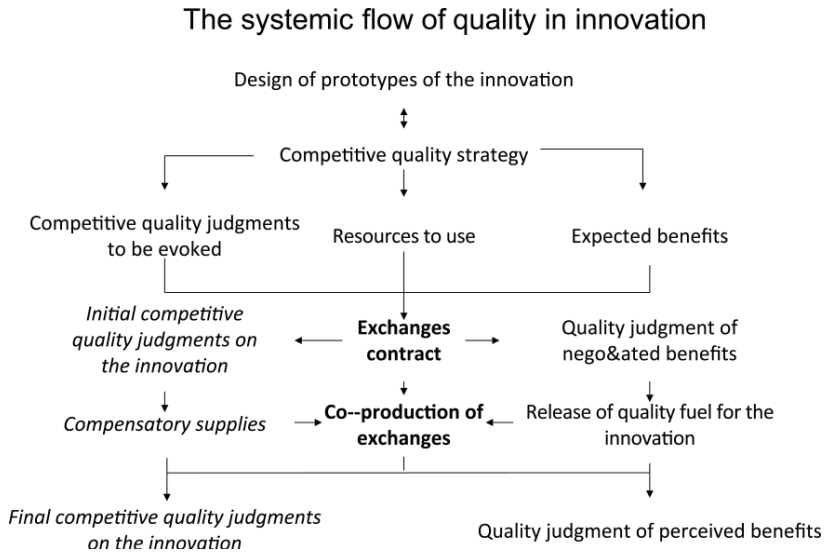 The systemic flow of quality in innovation
Design of prototypes of the innovation
Competitive quality strategy
Competitive quality judgments
to be evoked
Resources to use
Expected benefits
Initial competitive
quality judgments on
the innovation
Exchanges
contract
Quality judgment of
nego&ated benefits
Compensatory supplies
Co--production of
exchanges
Release of quality fuel for the
innovation
Final competitive quality judgments
on the innovation
Quality judgment of perceived benefits